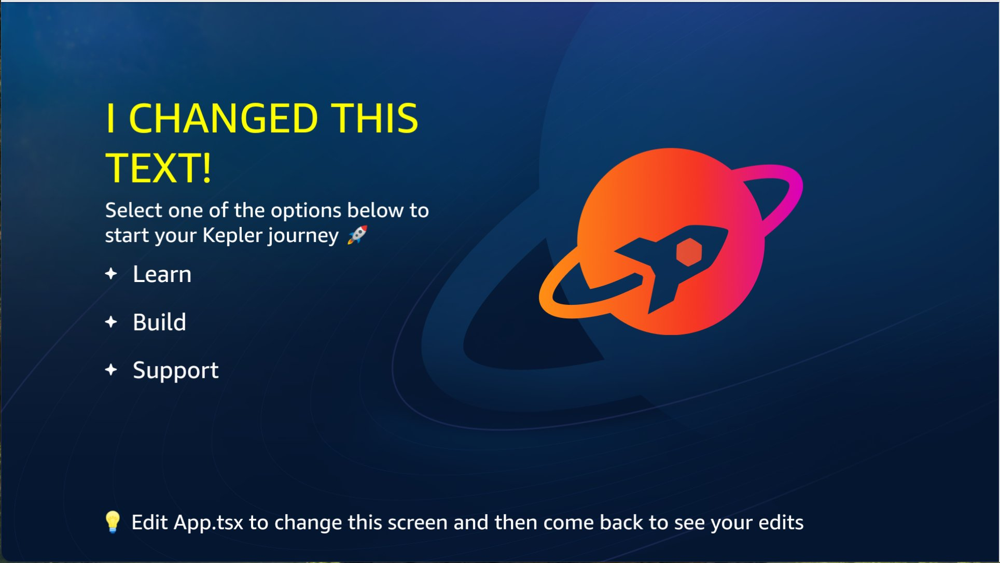 I CHANGED THIS
TEXT!
Select one of the options below to
start your Kepler journey 🚀
Learn
Build
Support
💡 Edit App.tsx to change this screen and then come back to see your edits